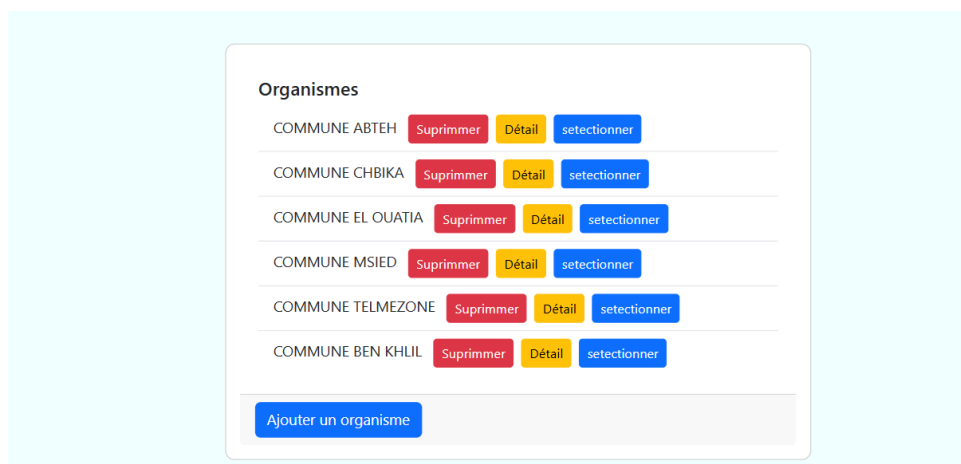 Organismes
COMMUNE ABTEH Suprimmer Détail setectionner
COMMUNE CHBIKA Suprimmer Détail setectionner
COMMUNE EL OUATIA Suprimmer Détail setectionner
COMMUNE MSIED Suprimmer Détail setectionner
COMMUNE TELMEZONE Suprimmer Détail setectionner
COMMUNE BEN KHLIL Suprimmer Détail setectionner
Ajouter un organisme